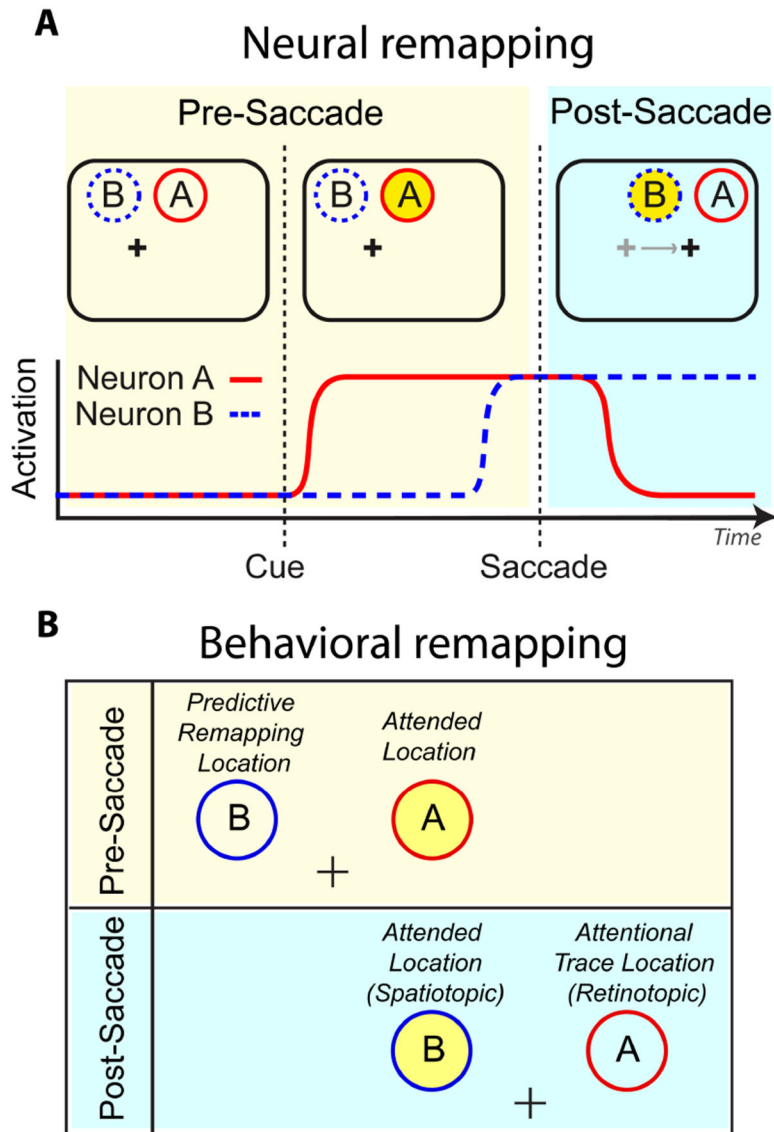 A
Neural remapping
Pre-Saccade
Post-Saccade
B A
B A
B A
Activation
Neuron A
Neuron B
Time
Cue
Saccade
B
Behavioral remapping
Pre-Saccade
Predictive
Remapping
Location
Attended
Location
B
A
Post-Saccade
Attended
Location
(Spatiotopic)
Attentional
Trace Location
(Retinotopic)
B
A